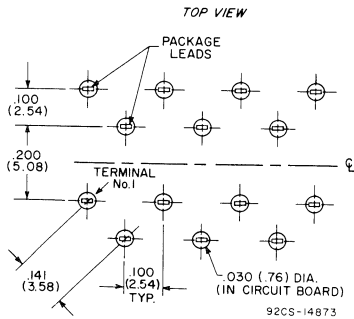 TOP VIEW
PACKAGE
LEADS
.100
(2.54)
.200
(5.08)
℄
TERMINAL
No.1
.141
(3.58)
.100
(2.54)
TYP.
.030 (.76) DIA.
(IN CIRCUIT BOARD)
92CS-14873